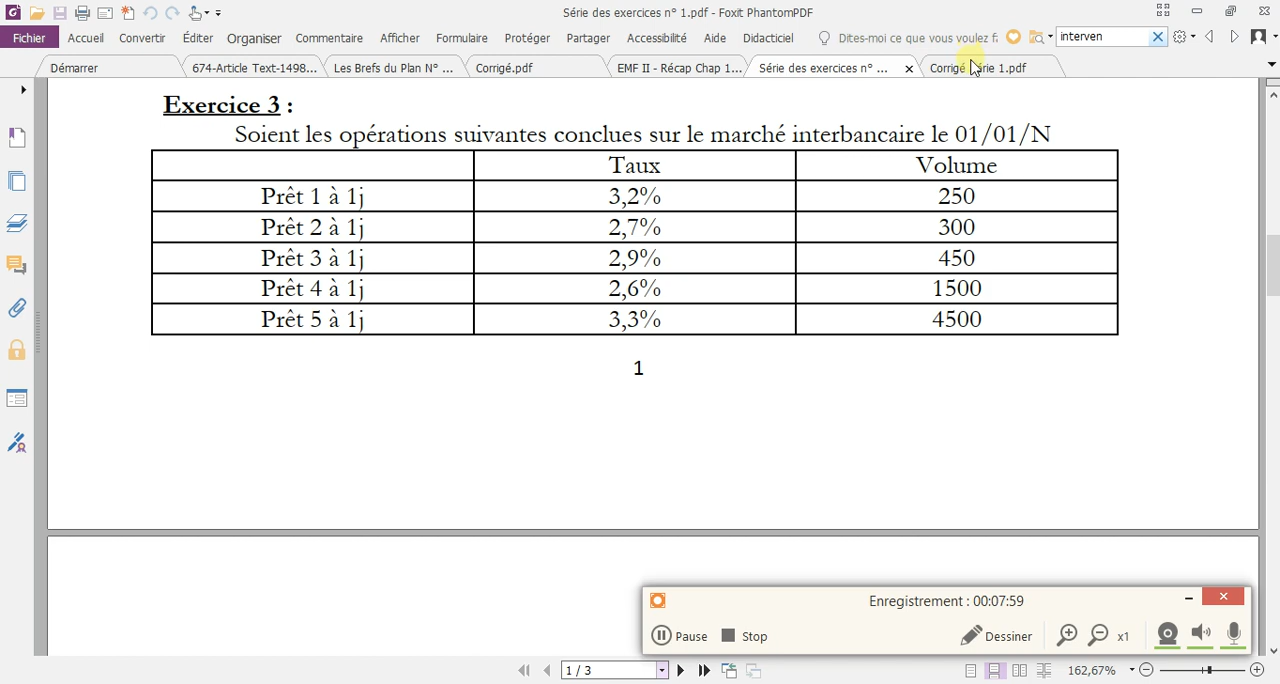 Série des exercices n° 1.pdf - Foxit PhantomPDF
Fichier Accueil Convertir Éditer Organiser Commentaire Afficher Formulaire Protéger Partager Accessibilité Aide Didacticiel Dites-moi ce que vous voulez fi interven
Démarrer 674-Article Text-1498... Les Brefs du Plan N° ... Corrigé.pdf EMF II - Récap Chap 1... Série des exercices n° ... Corrigé 1.pdf
Exercice 3 :
Soient les opérations suivantes conclues sur le marché interbancaire le 01/01/N
Taux Volume
Prêt 1 à 1j 3,2% 250
Prêt 2 à 1j 2,7% 300
Prêt 3 à 1j 2,9% 450
Prêt 4 à 1j 2,6% 1500
Prêt 5 à 1j 3,3% 4500
1
Enregistrement : 00:07:59
Pause Stop Dessiner x1
1 / 3 162,67%